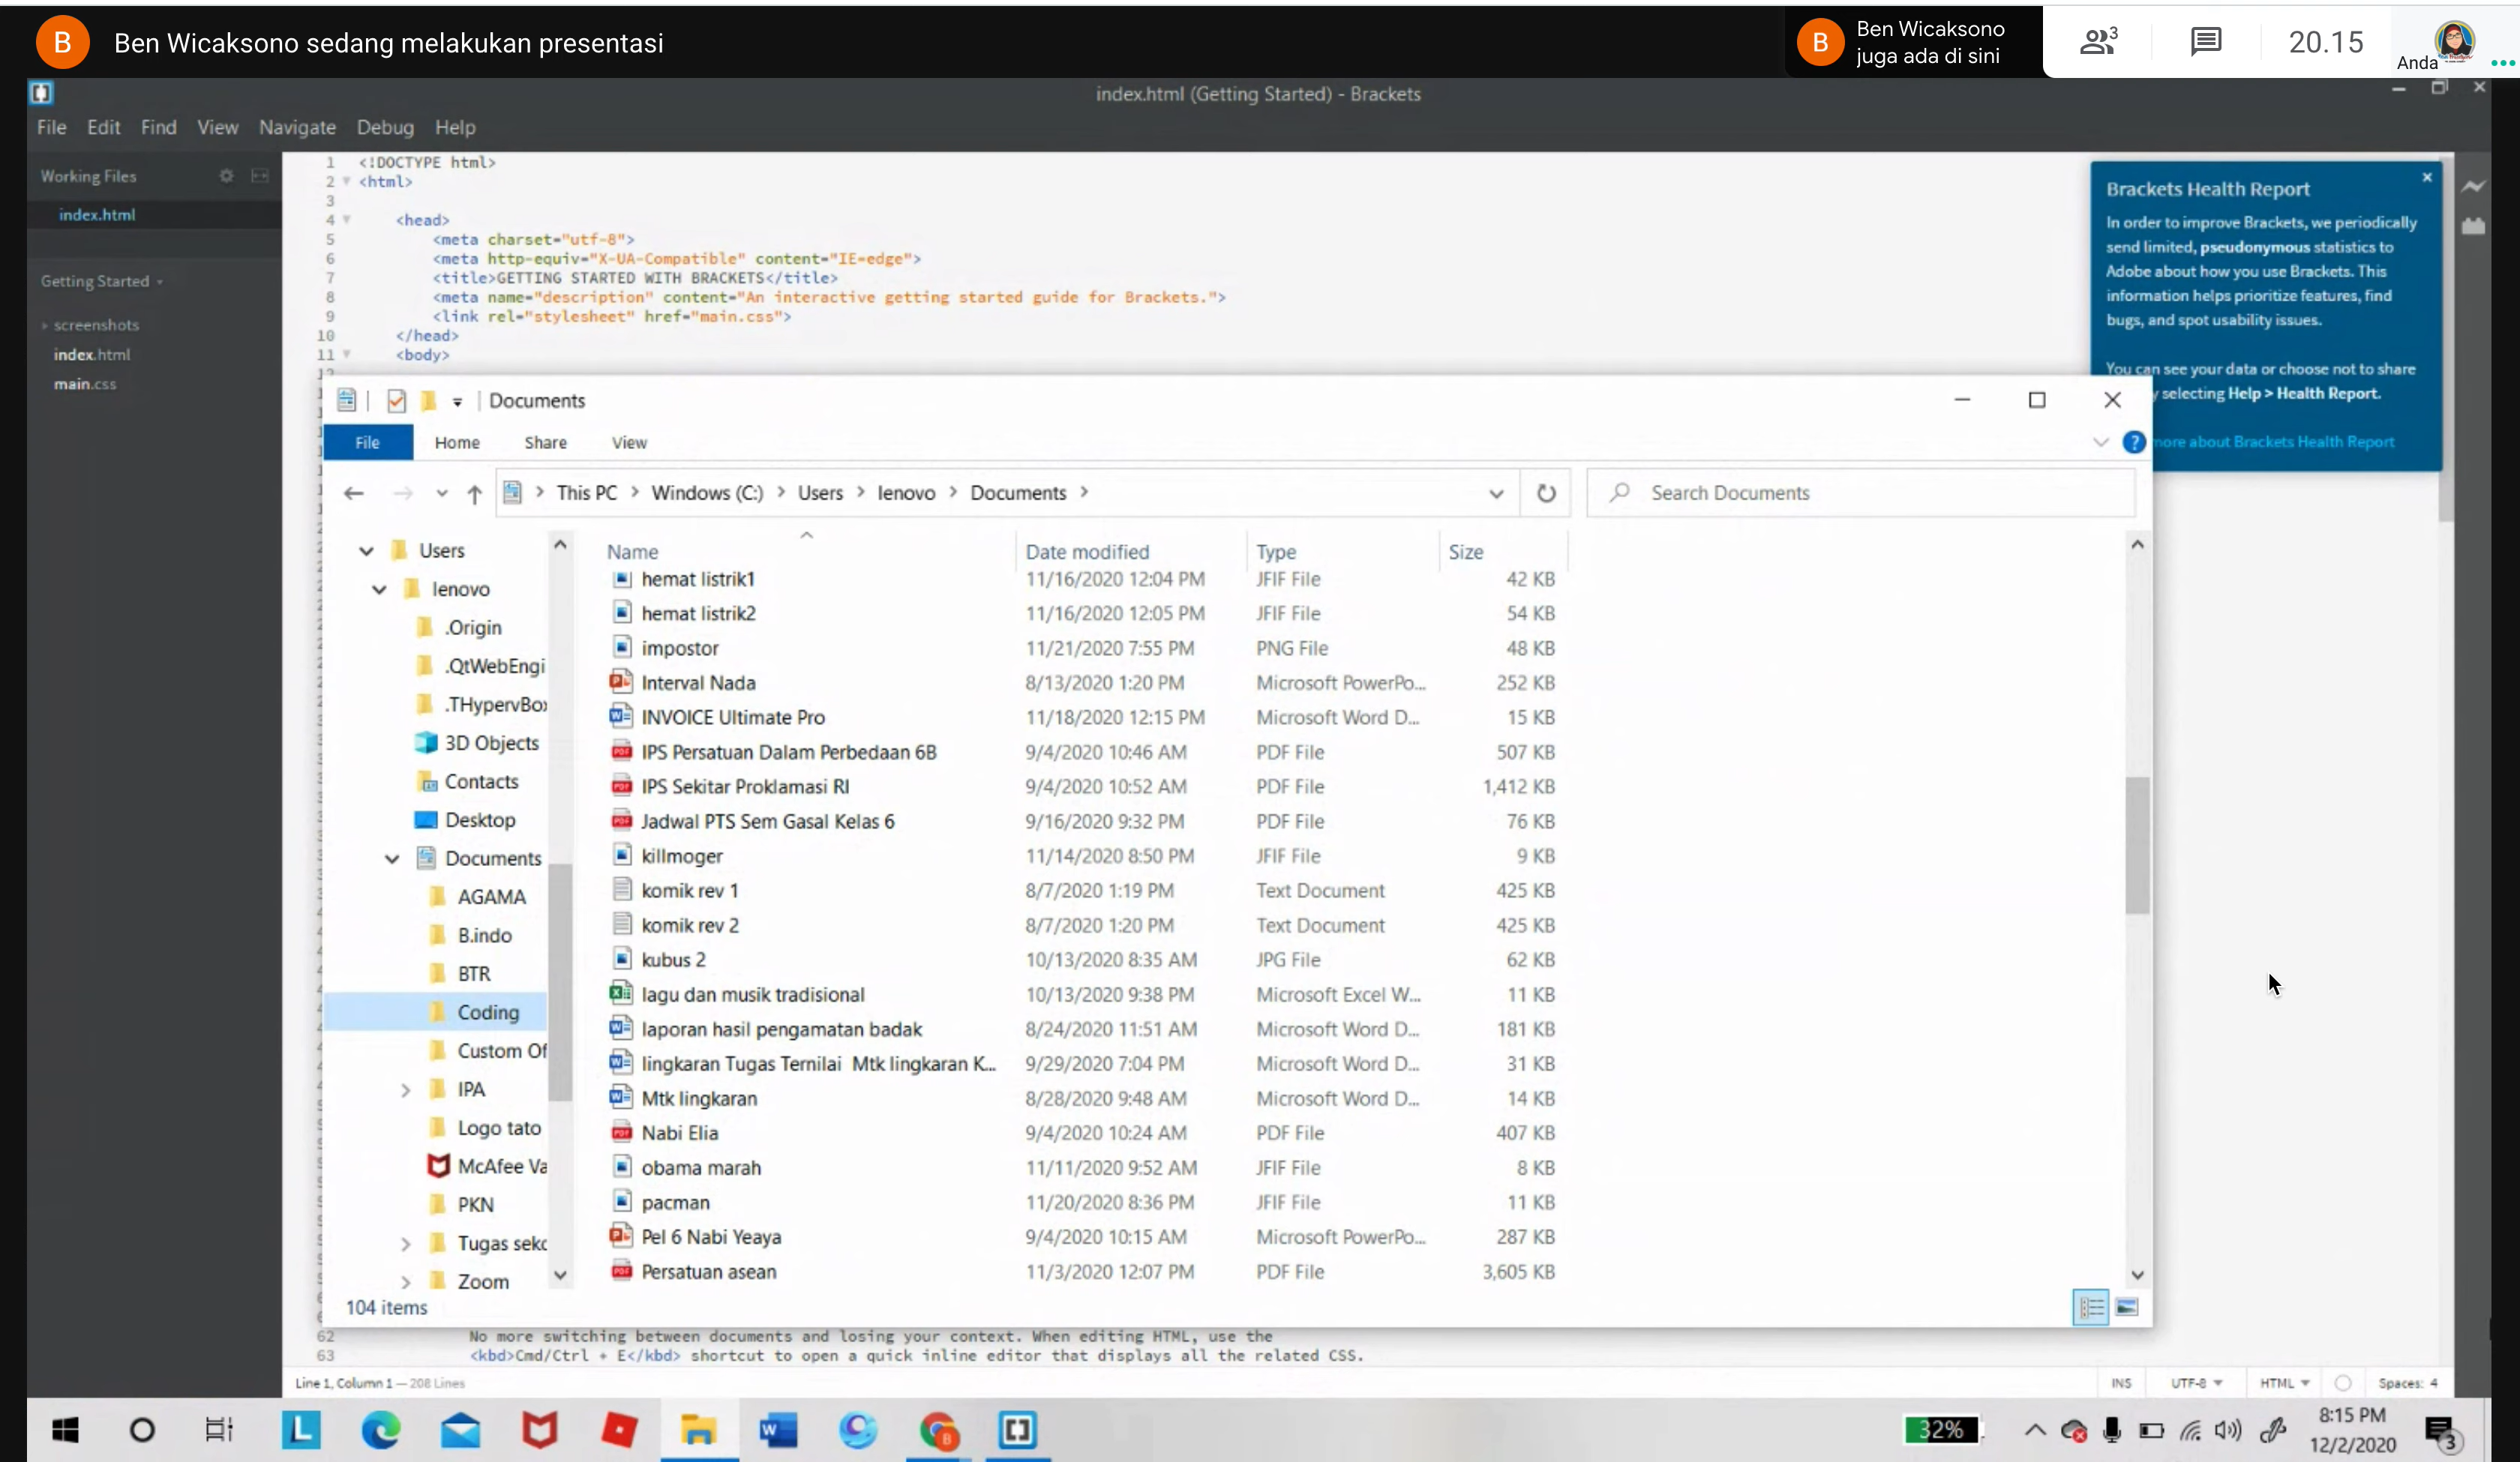 B Ben Wicaksono sedang melakukan presentasi
B Ben Wicaksono juga ada di sini
3
20.15
Anda
index.html (Getting Started) - Brackets
File Edit Find View Navigate Debug Help
Working Files
index.html
Getting Started
screenshots
index.html
main.css
1 <!DOCTYPE html>
2 <html>
3
4 <head>
5 <meta charset="utf-8">
6 <meta http-equiv="X-UA-Compatible" content="IE=edge">
7 <title>GETTING STARTED WITH BRACKETS</title>
8 <meta name="description" content="An interactive getting started guide for Brackets.">
9 <link rel="stylesheet" href="main.css">
10 </head>
11 <body>
Brackets Health Report
In order to improve Brackets, we periodically
send limited, pseudonymous statistics to
Adobe about how you use Brackets. This
information helps prioritize features, find
bugs, and spot usability issues.
You can see your data or choose not to share
selecting Help > Health Report.
more about Brackets Health Report
Documents
File Home Share View
This PC > Windows (C:) > Users > lenovo > Documents >
Search Documents
Users
lenovo
.Origin
.QtWebEngi
.THypervBox
3D Objects
Contacts
Desktop
Documents
AGAMA
B.indo
BTR
Coding
Custom Of
IPA
Logo tato
McAfee Va
PKN
Tugas seko
Zoom
Name Date modified Type Size
hemat listrik1 11/16/2020 12:04 PM JFIF File 42 KB
hemat listrik2 11/16/2020 12:05 PM JFIF File 54 KB
impostor 11/21/2020 7:55 PM PNG File 48 KB
Interval Nada 8/13/2020 1:20 PM Microsoft PowerPo... 252 KB
INVOICE Ultimate Pro 11/18/2020 12:15 PM Microsoft Word D... 15 KB
IPS Persatuan Dalam Perbedaan 6B 9/4/2020 10:46 AM PDF File 507 KB
IPS Sekitar Proklamasi RI 9/4/2020 10:52 AM PDF File 1,412 KB
Jadwal PTS Sem Gasal Kelas 6 9/16/2020 9:32 PM PDF File 76 KB
killmoger 11/14/2020 8:50 PM JFIF File 9 KB
komik rev 1 8/7/2020 1:19 PM Text Document 425 KB
komik rev 2 8/7/2020 1:20 PM Text Document 425 KB
kubus 2 10/13/2020 8:35 AM JPG File 62 KB
lagu dan musik tradisional 10/13/2020 9:38 PM Microsoft Excel W... 11 KB
laporan hasil pengamatan badak 8/24/2020 11:51 AM Microsoft Word D... 181 KB
lingkaran Tugas Ternilai Mtk lingkaran K... 9/29/2020 7:04 PM Microsoft Word D... 31 KB
Mtk lingkaran 8/28/2020 9:48 AM Microsoft Word D... 14 KB
Nabi Elia 9/4/2020 10:24 AM PDF File 407 KB
obama marah 11/11/2020 9:52 AM JFIF File 8 KB
pacman 11/20/2020 8:36 PM JFIF File 11 KB
Pel 6 Nabi Yeaya 9/4/2020 10:15 AM Microsoft PowerPo... 287 KB
Persatuan asean 11/3/2020 12:07 PM PDF File 3,605 KB
104 items
62 No more switching between documents and losing your context. When editing HTML, use the
63 <kbd>Cmd/Ctrl + E</kbd> shortcut to open a quick inline editor that displays all the related CSS.
Line 1, Column 1 — 208 Lines
INS UTF-8 HTML Spaces: 4
32%
8:15 PM
12/2/2020
3